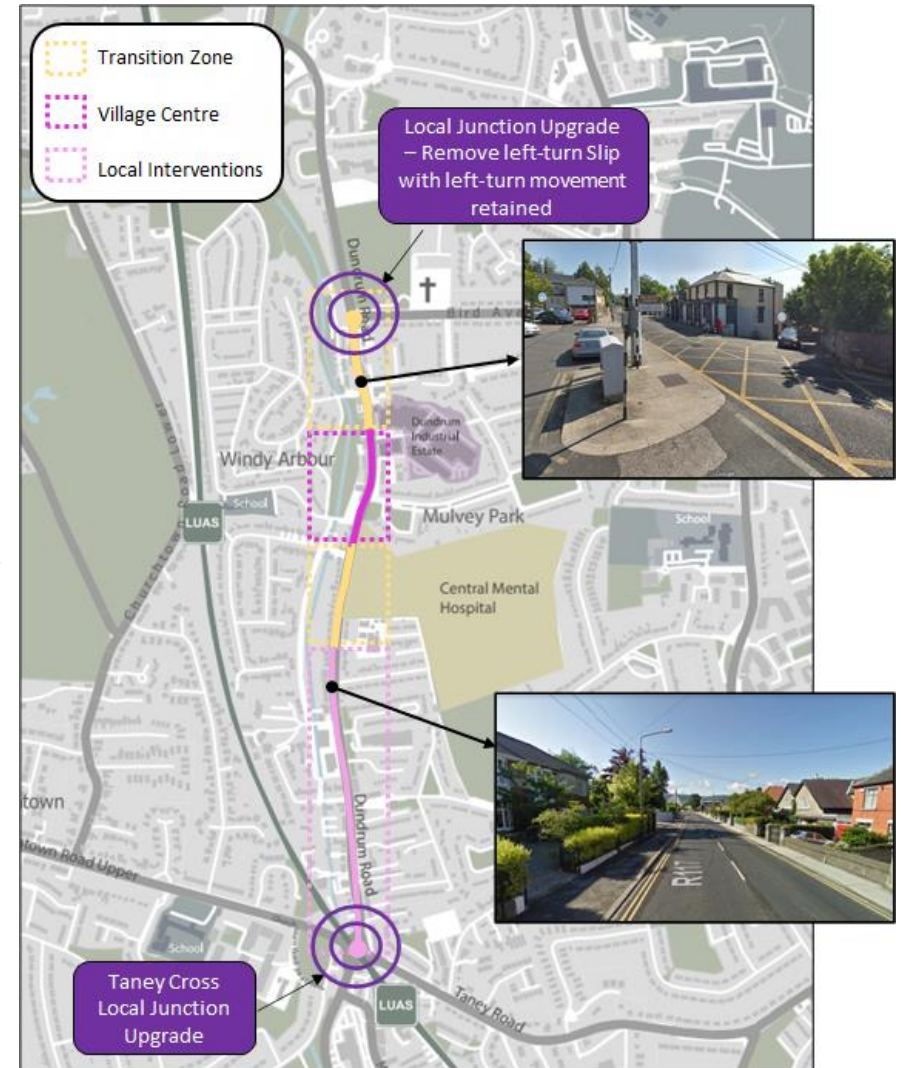 Transition Zone
Village Centre
Local Interventions
Local Junction Upgrade
– Remove left-turn Slip
with left-turn movement
retained
Dundrum Road
Bird Ave
Dundrum
Industrial
Estate
Windy Arbour
School
LUAS
Mulvey Park
School
Churchtown Road Lower
Central Mental
Hospital
R117
town
Dundrum Road
ntown Road Upper
School
Taney Cross
Local Junction
Upgrade
LUAS
Taney Road